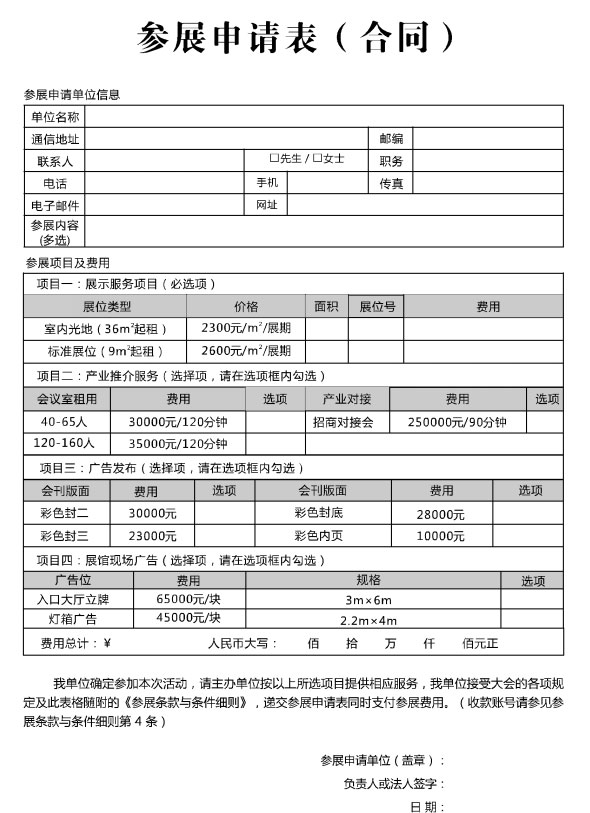 参展申请表（合同）
参展申请单位信息
单位名称
通信地址 邮编
联系人 □先生 / □女士 职务
电话 手机 传真
电子邮件 网址
参展内容
(多选)
参展项目及费用
项目一：展示服务项目（必选项）
展位类型 价格 面积 展位号 费用
室内光地（36m²起租） 2300元/m²/展期
标准展位（9m²起租） 2600元/m²/展期
项目二：产业推介服务（选择项，请在选项框内勾选）
会议室租用 费用 选项 产业对接 费用 选项
40-65人 30000元/120分钟 招商对接会 250000元/90分钟
120-160人 35000元/120分钟
项目三：广告发布（选择项，请在选项框内勾选）
会刊版面 费用 选项 会刊版面 费用 选项
彩色封二 30000元 彩色封底 28000元
彩色封三 23000元 彩色内页 10000元
项目四：展馆现场广告（选择项，请在选项框内勾选）
广告位 费用 规格 选项
入口大厅立牌 65000元/块 3m×6m
灯箱广告 45000元/块 2.2m×4m
费用总计：￥ 人民币大写： 佰 拾 万 仟 佰元正
我单位确定参加本次活动，请主办单位按以上所选项目提供相应服务，我单位接受大会的各项规
定及此表格随附的《参展条款与条件细则》，递交参展申请表同时支付参展费用。（收款账号请参见参
展条款与条件细则第 4 条）
参展申请单位（盖章）：
负责人或法人签字：
日 期：